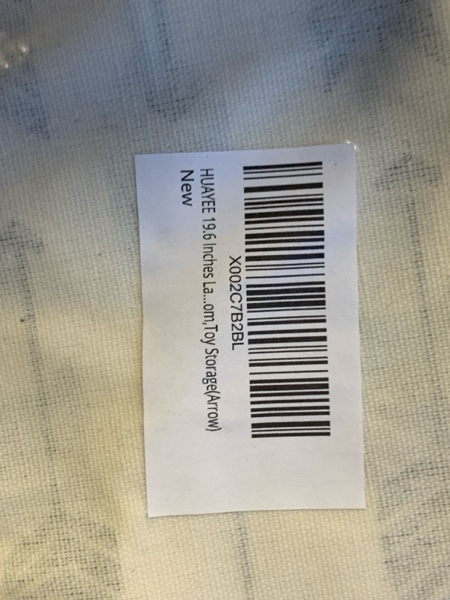 X002C7B2BL
HUAYEE 19.6 Inches La...om,Toy Storage(Arrow)
New